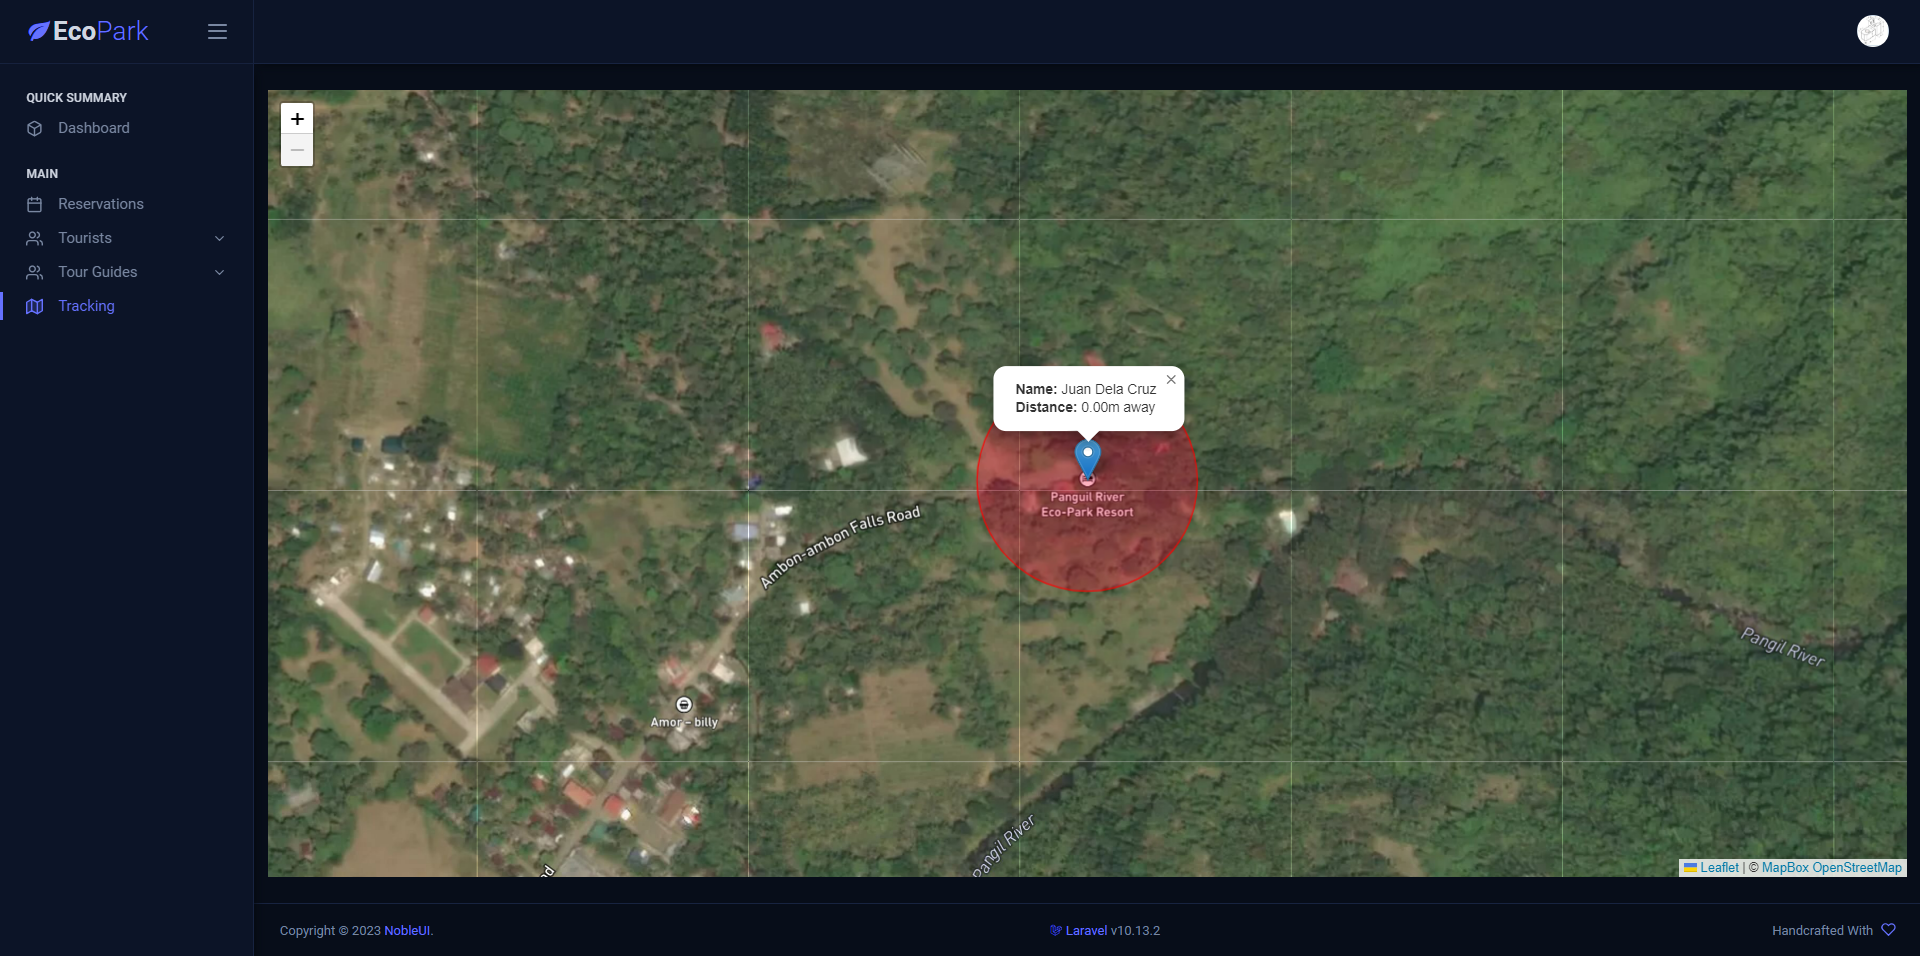 EcoPark
QUICK SUMMARY
Dashboard
MAIN
Reservations
Tourists
Tour Guides
Tracking
+
−
Name: Juan Dela Cruz
Distance: 0.00m away
Panguil River
Eco-Park Resort
Ambon-ambon Falls Road
Pangil River
Amor – billy
Pangil River
Leaflet | © MapBox OpenStreetMap
Copyright © 2023 NobleUI.
Laravel v10.13.2
Handcrafted With